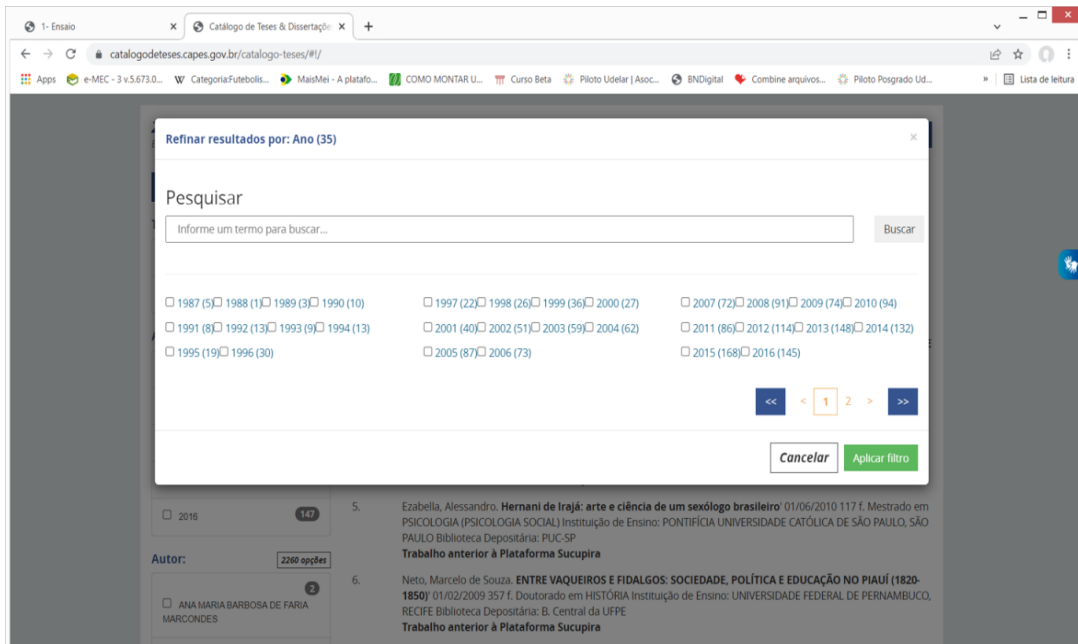 1- Ensaio
Catálogo de Teses & Dissertaçõe
catalogodeteses.capes.gov.br/catalogo-teses/#!/
Apps e-MEC - 3 v.5.673.0... Categoria:Futebolis... MaisMei - A platafo... COMO MONTAR U... Curso Beta Piloto Udelar | Asoc... BNDigital Combine arquivos... Piloto Posgrado Ud... » Lista de leitura
Refinar resultados por: Ano (35) ×
Pesquisar
Informe um termo para buscar... Buscar
1987 (5) 1988 (1) 1989 (3) 1990 (10) 1997 (22) 1998 (26) 1999 (36) 2000 (27) 2007 (72) 2008 (91) 2009 (74) 2010 (94)
1991 (8) 1992 (13) 1993 (9) 1994 (13) 2001 (40) 2002 (51) 2003 (59) 2004 (62) 2011 (86) 2012 (114) 2013 (148) 2014 (132)
1995 (19) 1996 (30) 2005 (87) 2006 (73) 2015 (168) 2016 (145)
<< < 1 2 > >>
Cancelar Aplicar filtro
2016 147
Autor: 2260 opções
2
ANA MARIA BARBOSA DE FARIA
MARCONDES
5. Ezabella, Alessandro. Hernani de Irajá: arte e ciência de um sexólogo brasileiro' 01/06/2010 117 f. Mestrado em
PSICOLOGIA (PSICOLOGIA SOCIAL) Instituição de Ensino: PONTIFÍCIA UNIVERSIDADE CATÓLICA DE SÃO PAULO, SÃO
PAULO Biblioteca Depositária: PUC-SP
Trabalho anterior à Plataforma Sucupira
6. Neto, Marcelo de Souza. ENTRE VAQUEIROS E FIDALGOS: SOCIEDADE, POLÍTICA E EDUCAÇÃO NO PIAUÍ (1820-
1850)' 01/02/2009 357 f. Doutorado em HISTÓRIA Instituição de Ensino: UNIVERSIDADE FEDERAL DE PERNAMBUCO,
RECIFE Biblioteca Depositária: B. Central da UFPE
Trabalho anterior à Plataforma Sucupira